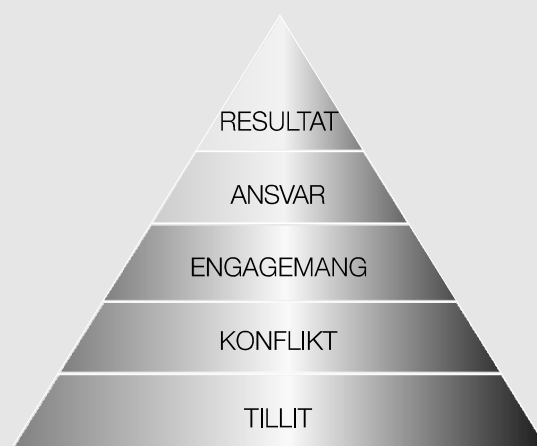 RESULTAT
ANSVAR
ENGAGEMANG
KONFLIKT
TILLIT